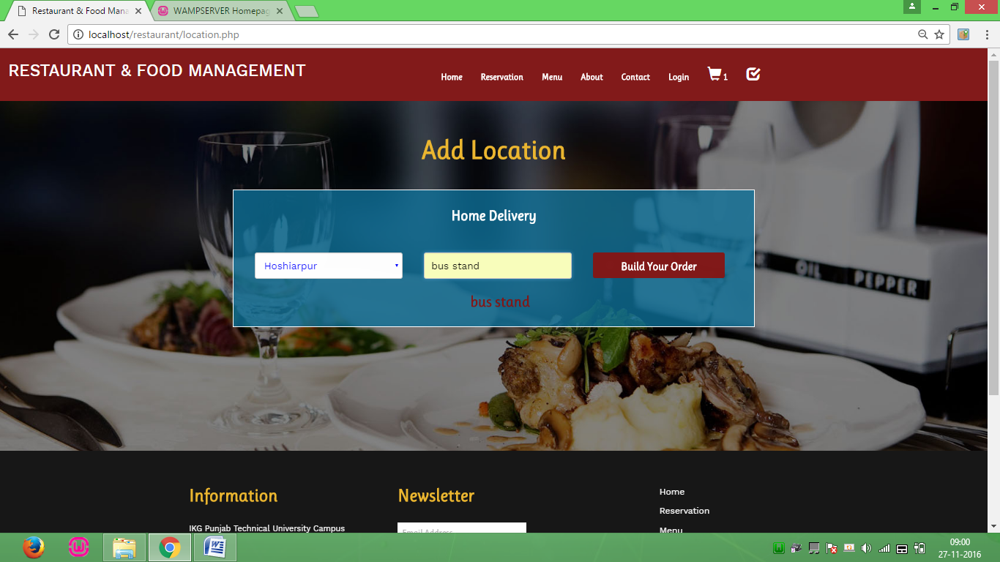 Restaurant & Food Mana
WAMPSERVER Homepag
localhost/restaurant/location.php
RESTAURANT & FOOD MANAGEMENT
Home Reservation Menu About Contact Login 1
Add Location
Home Delivery
Hoshiarpur bus stand Build Your Order
bus stand
OIL PEPPER
Information Newsletter Home
Reservation
IKG Punjab Technical University Campus Email Address Menu
09:00
27-11-2016